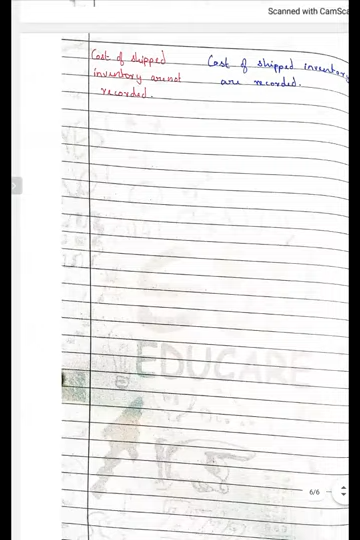 Scanned with CamSca
Cost of shipped
inventory are not
recorded.
Cost of shipped inventory
are recorded.
EDUCARE
6/6